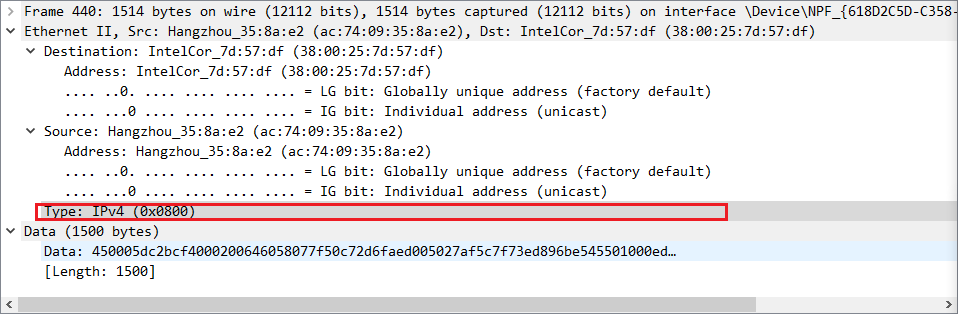 Frame 440: 1514 bytes on wire (12112 bits), 1514 bytes captured (12112 bits) on interface \Device\NPF_{618D2C5D-C358-
Ethernet II, Src: Hangzhou_35:8a:e2 (ac:74:09:35:8a:e2), Dst: IntelCor_7d:57:df (38:00:25:7d:57:df)
Destination: IntelCor_7d:57:df (38:00:25:7d:57:df)
Address: IntelCor_7d:57:df (38:00:25:7d:57:df)
.... ..0. .... .... .... .... = LG bit: Globally unique address (factory default)
.... ...0 .... .... .... .... = IG bit: Individual address (unicast)
Source: Hangzhou_35:8a:e2 (ac:74:09:35:8a:e2)
Address: Hangzhou_35:8a:e2 (ac:74:09:35:8a:e2)
.... ..0. .... .... .... .... = LG bit: Globally unique address (factory default)
.... ...0 .... .... .... .... = IG bit: Individual address (unicast)
Type: IPv4 (0x0800)
Data (1500 bytes)
Data: 450005dc2bcf4000200646058077f50c72d6faed005027af5c7f73ed896be545501000ed…
[Length: 1500]